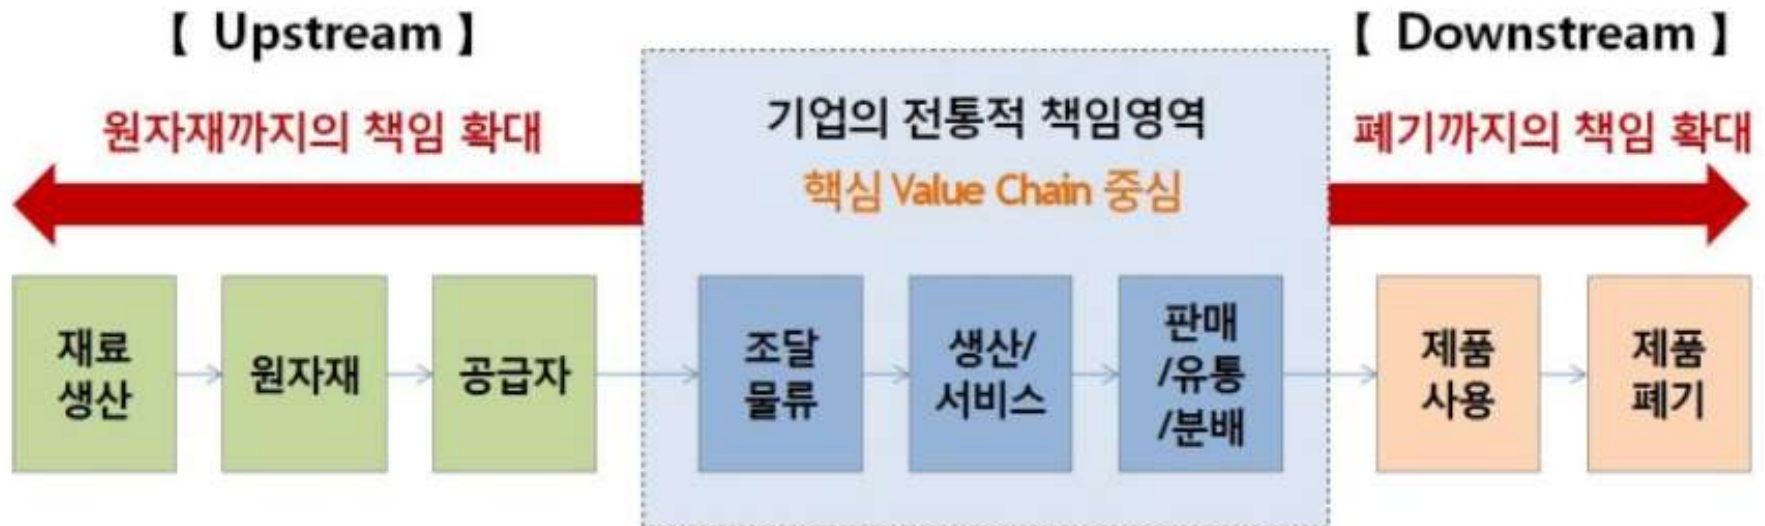 【 Upstream 】
【 Downstream 】
원자재까지의 책임 확대
기업의 전통적 책임영역
핵심 Value Chain 중심
폐기까지의 책임 확대
재료
생산
원자재
공급자
조달
물류
생산/
서비스
판매
/유통
/분배
제품
사용
제품
폐기